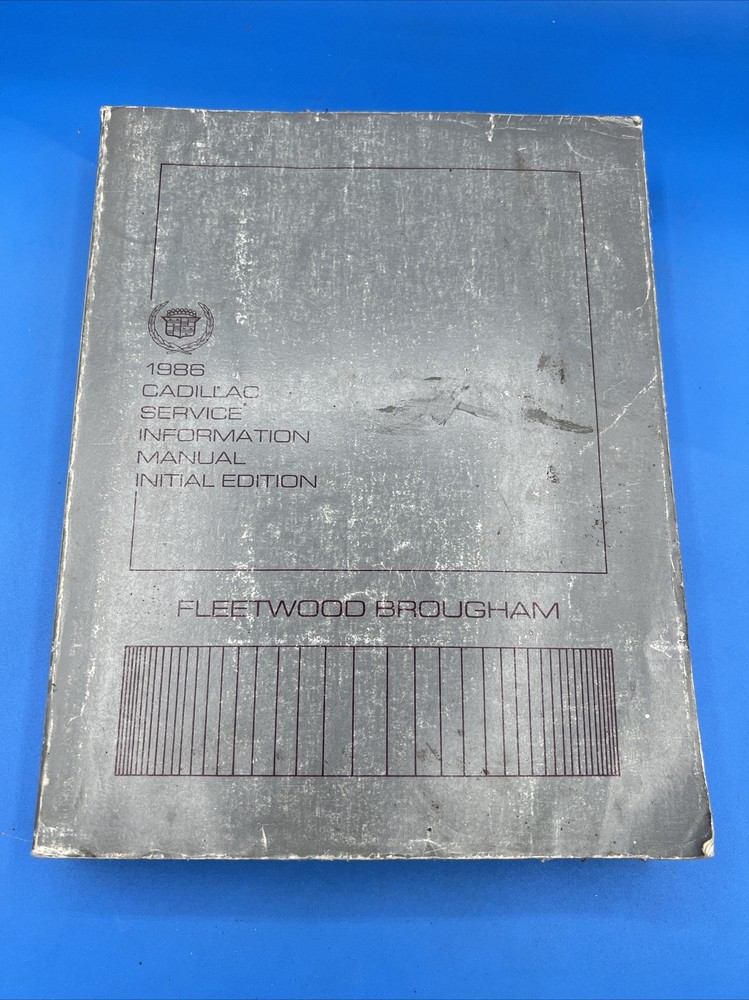 1986
CADILLAC
SERVICE
INFORMATION
MANUAL
INITIAL EDITION
FLEETWOOD BROUGHAM